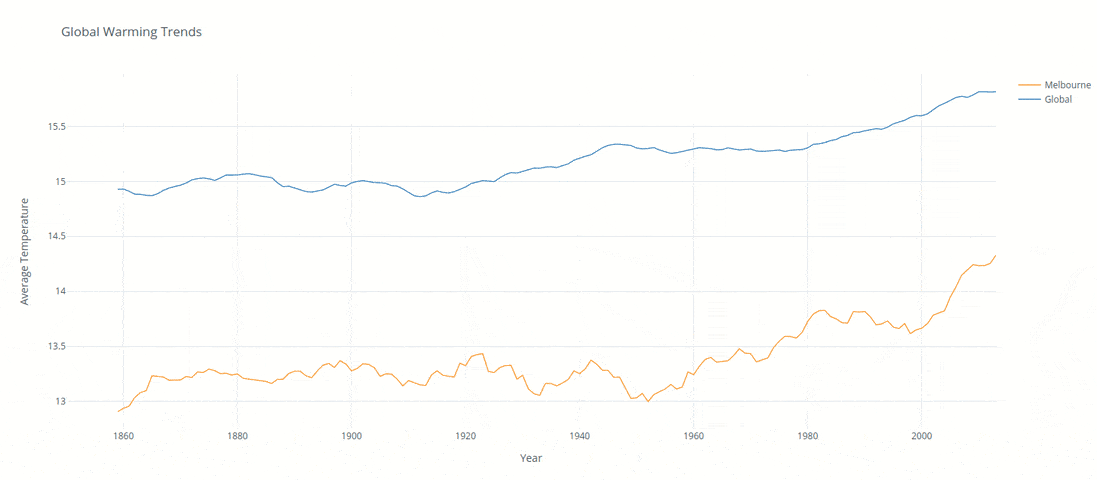 Global Warming Trends
Melbourne
Global
15.5
15
14.5
14
13.5
13
Average Temperature
1860 1880 1900 1920 1940 1960 1980 2000
Year